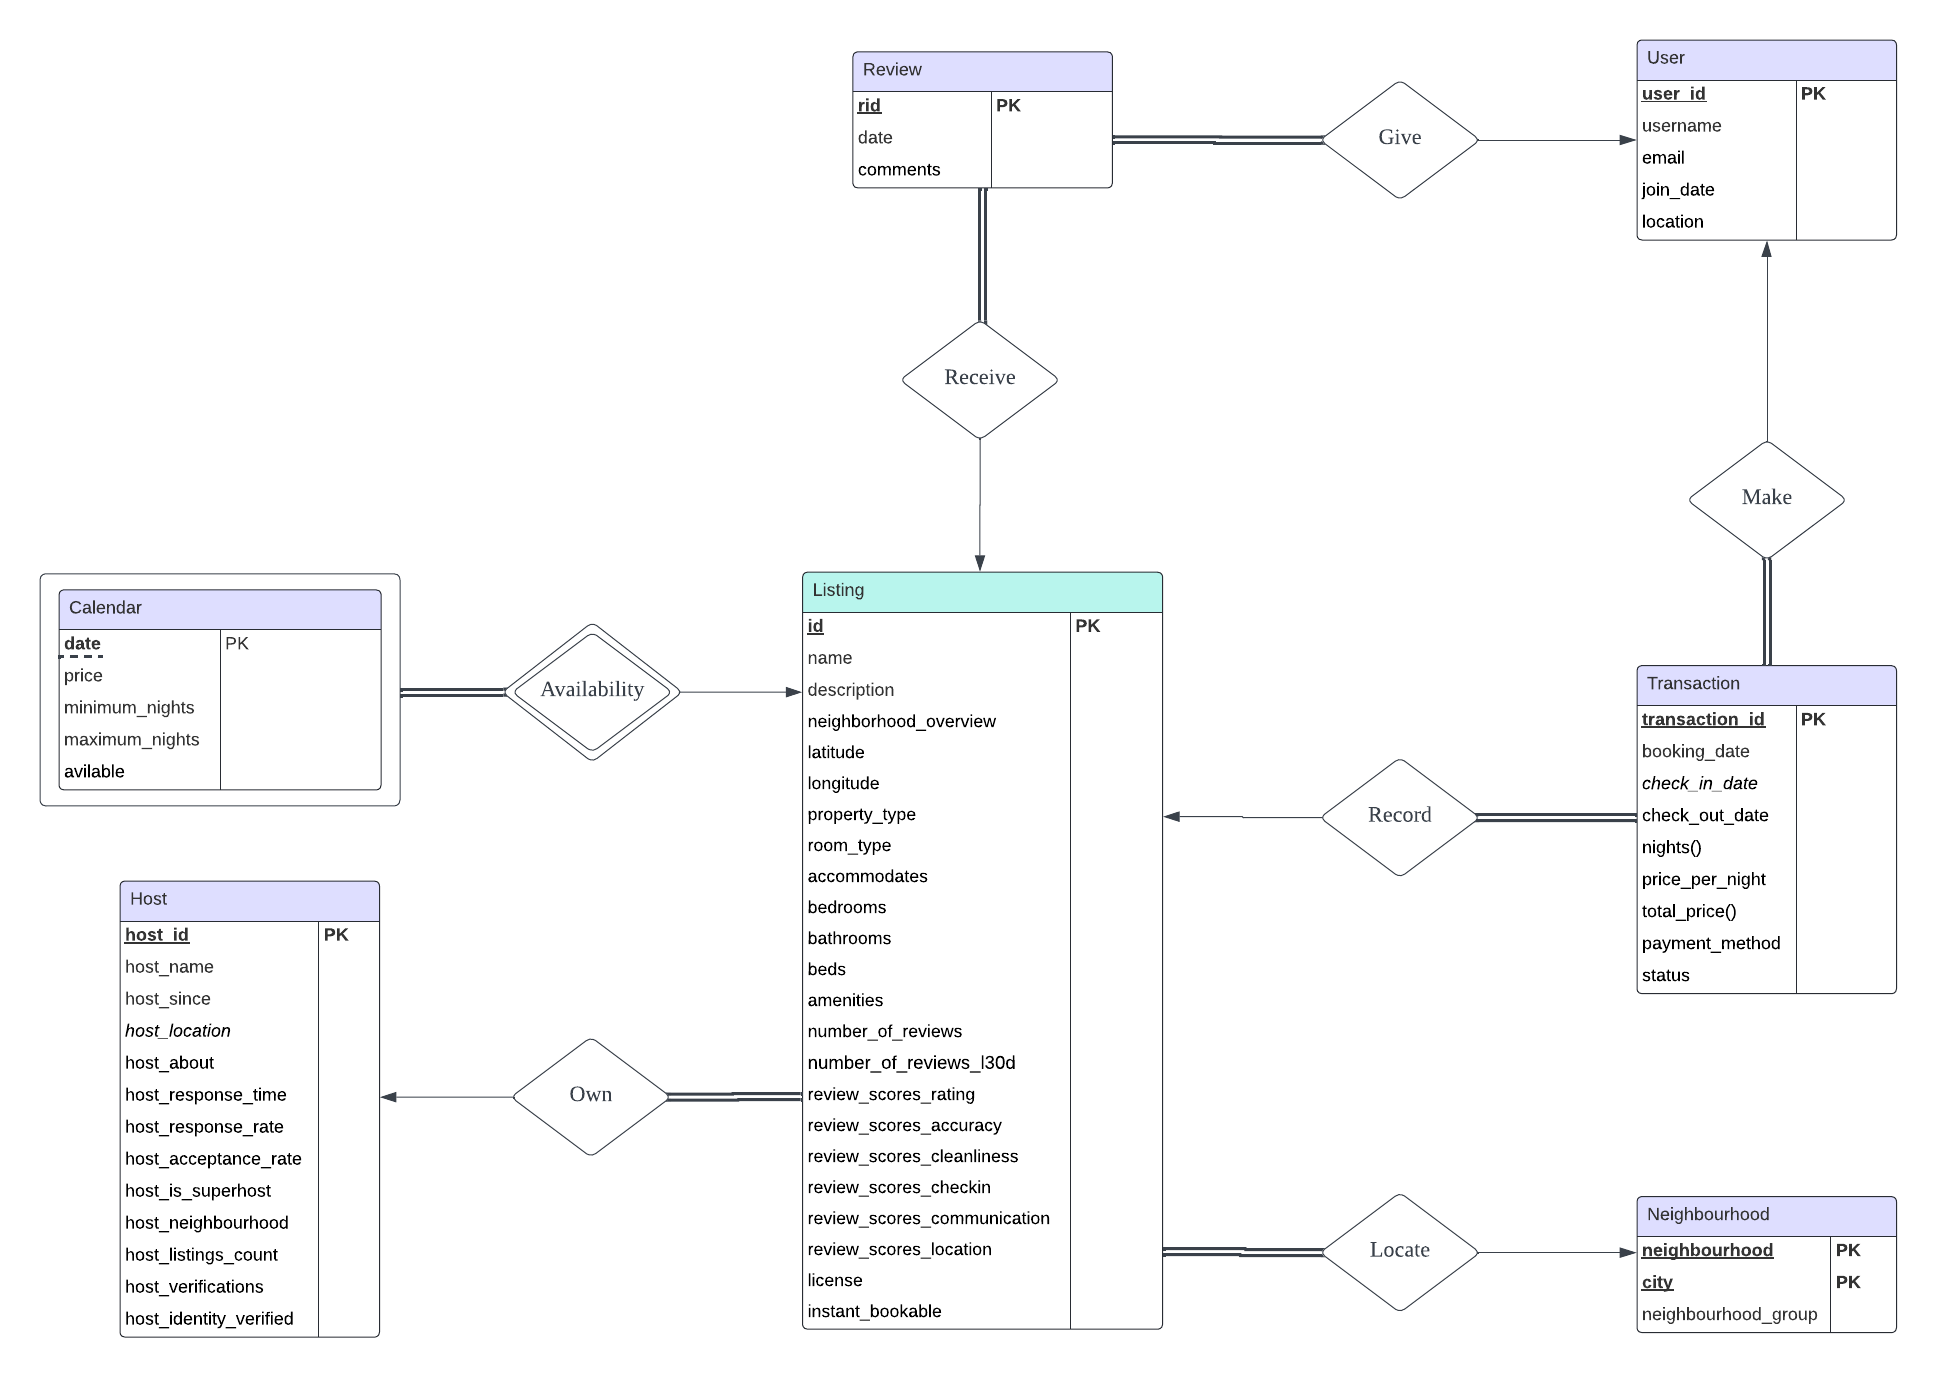 Review
rid PK
date
comments
Give
User
user_id PK
username
email
join_date
location
Receive
Make
Calendar
date PK
price
minimum_nights
maximum_nights
avilable
Availability
Listing
id PK
name
description
neighborhood_overview
latitude
longitude
property_type
room_type
accommodates
bedrooms
bathrooms
beds
amenities
number_of_reviews
number_of_reviews_l30d
review_scores_rating
review_scores_accuracy
review_scores_cleanliness
review_scores_checkin
review_scores_communication
review_scores_location
license
instant_bookable
Record
Transaction
transaction_id PK
booking_date
check_in_date
check_out_date
nights()
price_per_night
total_price()
payment_method
status
Host
host_id PK
host_name
host_since
host_location
host_about
host_response_time
host_response_rate
host_acceptance_rate
host_is_superhost
host_neighbourhood
host_listings_count
host_verifications
host_identity_verified
Own
Locate
Neighbourhood
neighbourhood PK
city PK
neighbourhood_group